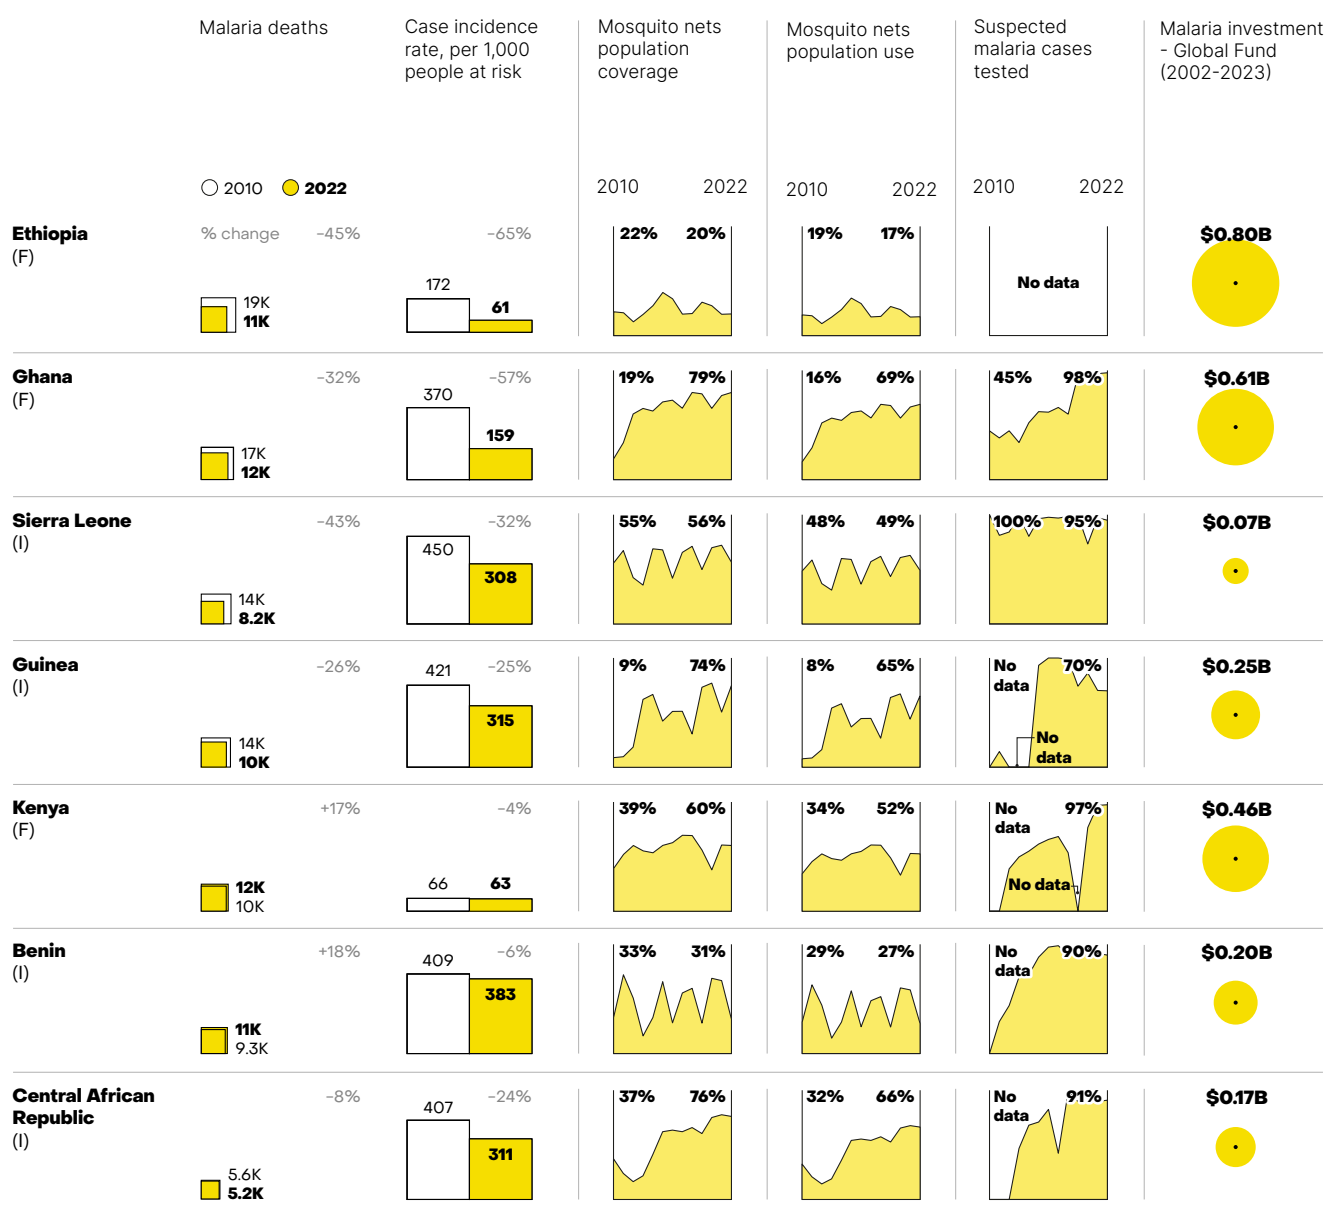 Malaria deaths
Case incidence
rate, per 1,000
people at risk
Mosquito nets
population
coverage
Mosquito nets
population use
Suspected
malaria cases
tested
Malaria investment
- Global Fund
(2002-2023)
2010 2022
2010 2022
2010 2022
2010 2022
Ethiopia
(F)
% change -45%
19K
11K
-65%
172
61
22% 20%
19% 17%
No data
$0.80B
Ghana
(F)
-32%
17K
12K
-57%
370
159
19% 79%
16% 69%
45% 98%
$0.61B
Sierra Leone
(I)
-43%
14K
8.2K
-32%
450
308
55% 56%
48% 49%
100% 95%
$0.07B
Guinea
(I)
-26%
14K
10K
-25%
421
315
9% 74%
8% 65%
No
data
70%
No
data
$0.25B
Kenya
(F)
+17%
12K
10K
-4%
66
63
39% 60%
34% 52%
No
data
97%
No data
$0.46B
Benin
(I)
+18%
11K
9.3K
-6%
409
383
33% 31%
29% 27%
No
data
90%
$0.20B
Central African
Republic
(I)
-8%
5.6K
5.2K
-24%
407
311
37% 76%
32% 66%
No
data
91%
$0.17B